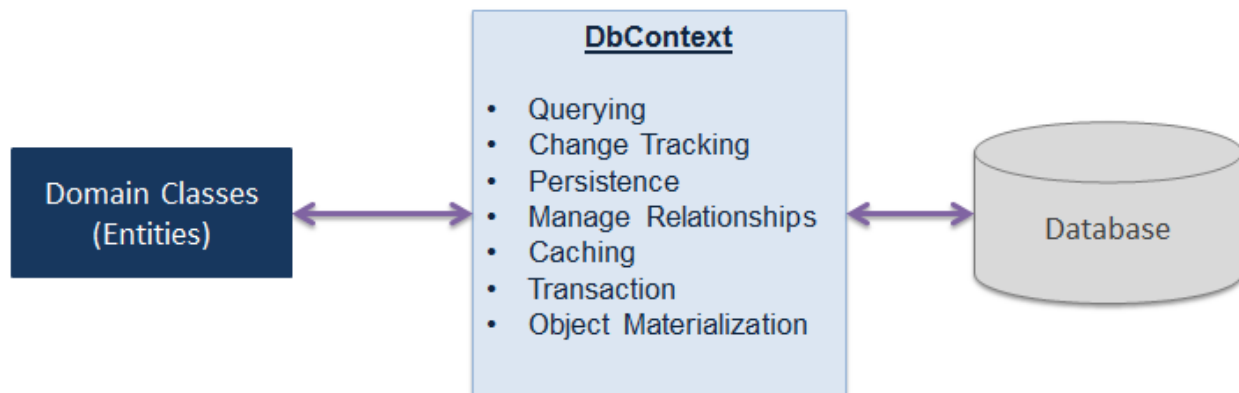 DbContext
• Querying
• Change Tracking
• Persistence
• Manage Relationships
• Caching
• Transaction
• Object Materialization
Domain Classes
(Entities)
Database